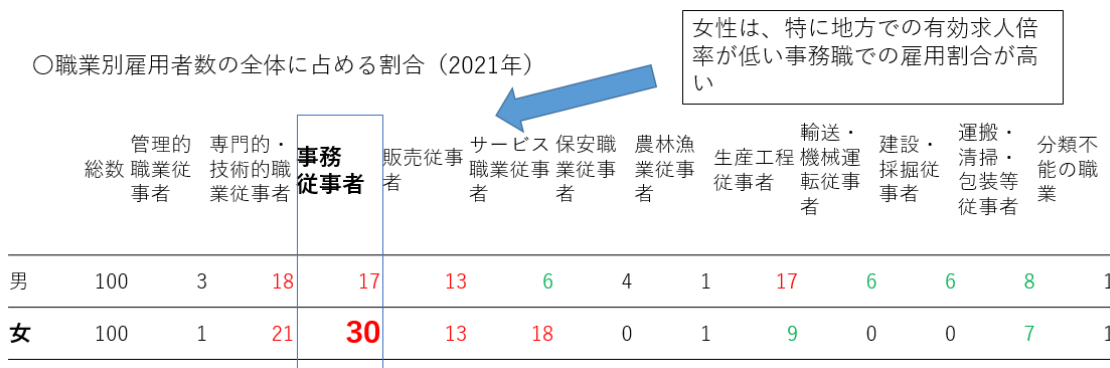 女性は、特に地方での有効求人倍
率が低い事務職での雇用割合が高
い
〇職業別雇用者数の全体に占める割合（2021年）
総数 管理的職業従事者 専門的・技術的職業従事者 事務従事者 販売従事者 サービス職業従事者 保安職業従事者 農林漁業従事者 生産工程従事者 輸送・機械運転従事者 建設・採掘従事者 運搬・清掃・包装等従事者 分類不能の職業
男 100 3 18 17 13 6 4 1 17 6 6 8 1
女 100 1 21 30 13 18 0 1 9 0 0 7 1